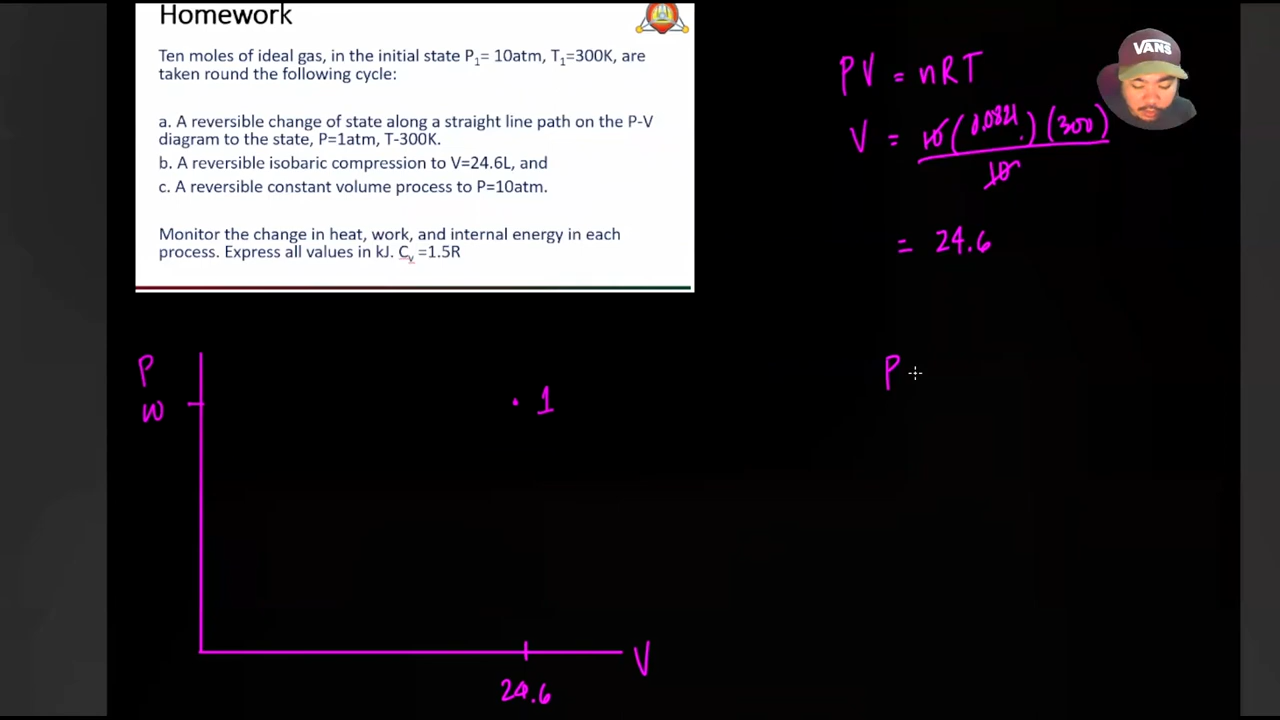 Homework
Ten moles of ideal gas, in the initial state P₁= 10atm, T₁=300K, are
taken round the following cycle:
a. A reversible change of state along a straight line path on the P-V
diagram to the state, P=1atm, T-300K.
b. A reversible isobaric compression to V=24.6L, and
c. A reversible constant volume process to P=10atm.
Monitor the change in heat, work, and internal energy in each
process. Express all values in kJ. Cᵥ =1.5R
PV = nRT
V = 10(0.0821)(300)
10
= 24.6
P
P
10
. 1
V
24.6
VANS